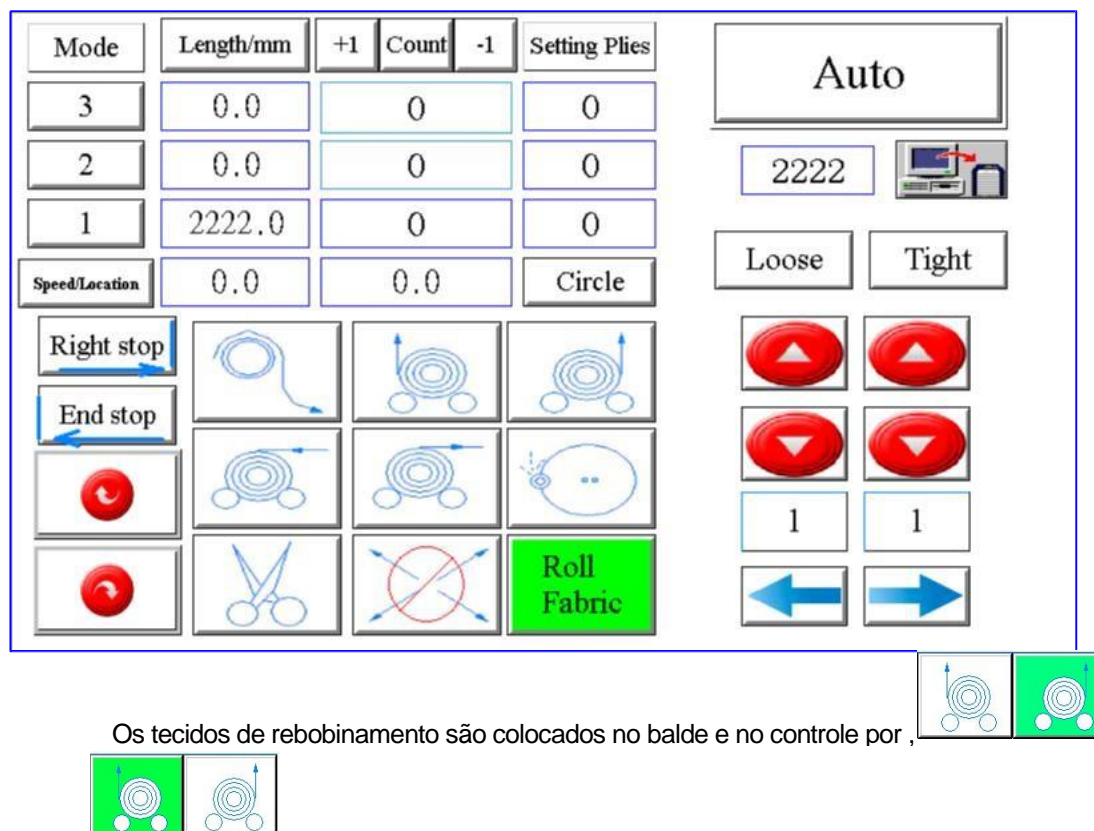 Mode Length/mm +1 Count -1 Setting Plies
Auto
3 0.0 0 0
2 0.0 0 0
2222
1 2222.0 0 0
Loose Tight
Speed/Location 0.0 0.0 Circle
Right stop
End stop
1 1
Roll
Fabric
Os tecidos de rebobinamento são colocados no balde e no controle por ,